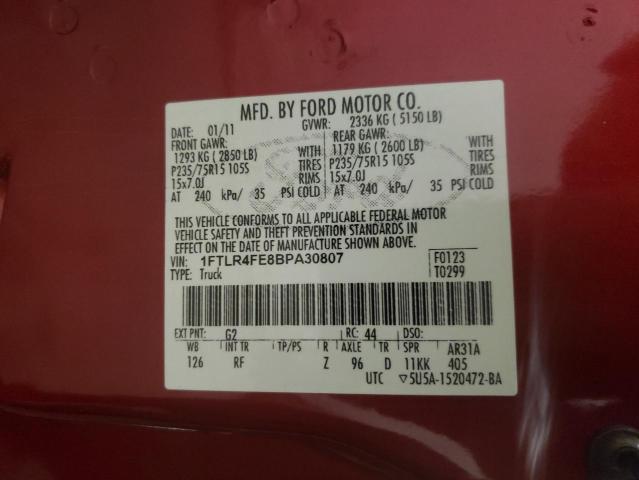 MFD. BY FORD MOTOR CO.
DATE: 01/11 GVWR: 2336 KG ( 5150 LB)
FRONT GAWR: REAR GAWR:
1293 KG ( 2850 LB) WITH 1179 KG ( 2600 LB) WITH
P235/75R15 105S TIRES P235/75R15 105S TIRES
15x7.0J RIMS 15x7.0J RIMS
AT 240 kPa/ 35 PSI COLD AT 240 kPa/ 35 PSI COLD
THIS VEHICLE CONFORMS TO ALL APPLICABLE FEDERAL MOTOR
VEHICLE SAFETY AND THEFT PREVENTION STANDARDS IN
EFFECT ON THE DATE OF MANUFACTURE SHOWN ABOVE.
VIN: 1FTLR4FE8BPA30807 F0123
TYPE: Truck T0299
EXT PNT: G2 RC: 44 DSO:
WB INT TR TP/PS R AXLE TR SPR AR31A
126 RF Z 96 D 11KK 405
UTC ▽5U5A-1520472-BA